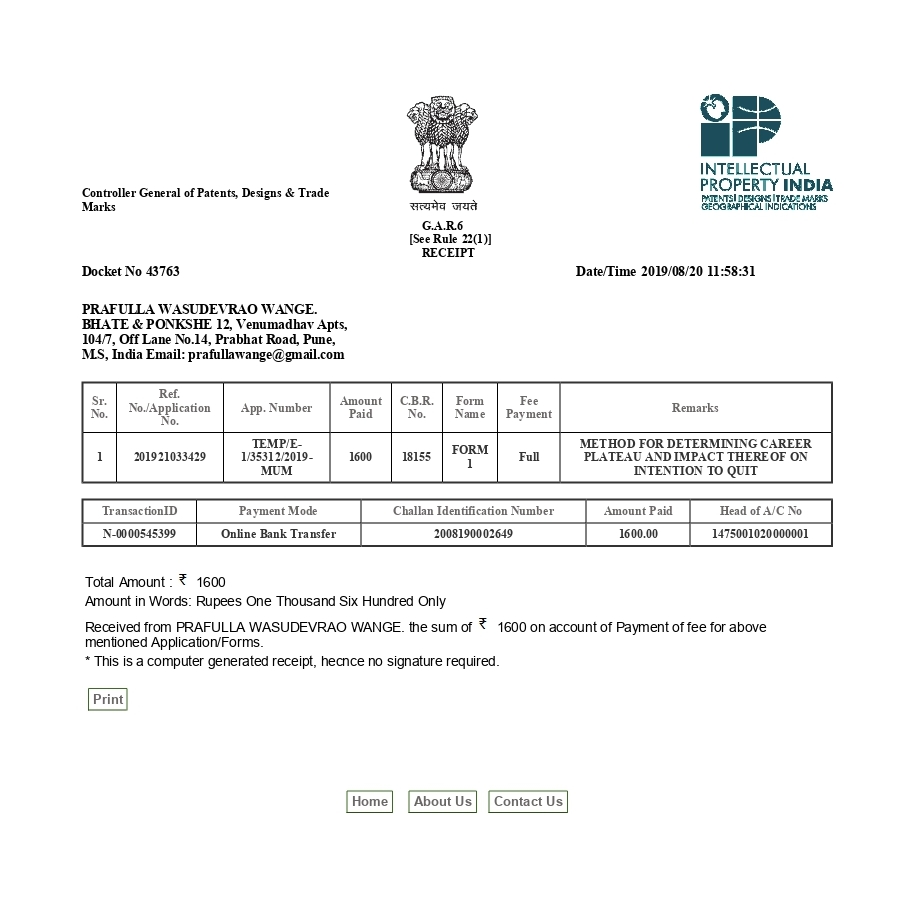 Controller General of Patents, Designs & Trade
Marks
सत्यमेव जयते
INTELLECTUAL
PROPERTY INDIA
PATENTS | DESIGNS | TRADE MARKS
GEOGRAPHICAL INDICATIONS
G.A.R.6
[See Rule 22(1)]
RECEIPT
Docket No 43763
Date/Time 2019/08/20 11:58:31
PRAFULLA WASUDEVRAO WANGE.
BHATE & PONKSHE 12, Venumadhav Apts,
104/7, Off Lane No.14, Prabhat Road, Pune,
M.S, India Email: prafullawange@gmail.com
Sr. No. Ref. No./Application No. App. Number Amount Paid C.B.R. No. Form Name Fee Payment Remarks
1 201921033429 TEMP/E-1/35312/2019-MUM 1600 18155 FORM 1 Full METHOD FOR DETERMINING CAREER PLATEAU AND IMPACT THEREOF ON INTENTION TO QUIT
TransactionID Payment Mode Challan Identification Number Amount Paid Head of A/C No
N-0000545399 Online Bank Transfer 2008190002649 1600.00 1475001020000001
Total Amount : ₹ 1600
Amount in Words: Rupees One Thousand Six Hundred Only
Received from PRAFULLA WASUDEVRAO WANGE. the sum of ₹ 1600 on account of Payment of fee for above
mentioned Application/Forms.
* This is a computer generated receipt, hecnce no signature required.
Print
Home About Us Contact Us